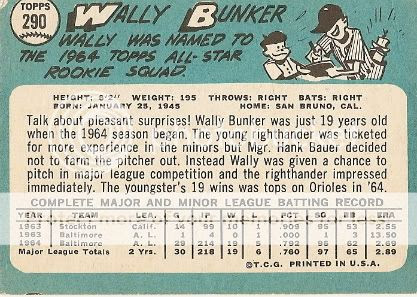 TOPPS
290
WALLY BUNKER
WALLY WAS NAMED TO
THE 1964 TOPPS ALL-STAR
ROOKIE SQUAD.
HEIGHT: 6'2" WEIGHT: 195 THROWS: RIGHT BATS: RIGHT
BORN: JANUARY 25, 1945 HOME: SAN BRUNO, CAL.
Talk about pleasant surprises! Wally Bunker was just 19 years old
when the 1964 season began. The young righthander was ticketed
for more experience in the minors but Mgr. Hank Bauer decided
not to farm the pitcher out. Instead Wally was given a chance to
pitch in major league competition and the righthander impressed
immediately. The youngster's 19 wins was tops on Orioles in '64.
COMPLETE MAJOR AND MINOR LEAGUE BATTING RECORD
YEAR TEAM LEA. G IP W L PCT. SO BB ERA
1963 Stockton Calif. 14 99 10 1 .909 95 53 2.55
1963 Baltimore A. L. 1 4 0 1 .000 1 3 13.50
1964 Baltimore A. L. 29 214 19 5 .792 96 62 2.69
Major League Totals 2 Yrs. 30 218 19 6 .760 97 65 2.89
©T.C.G. PRINTED IN U.S.A.